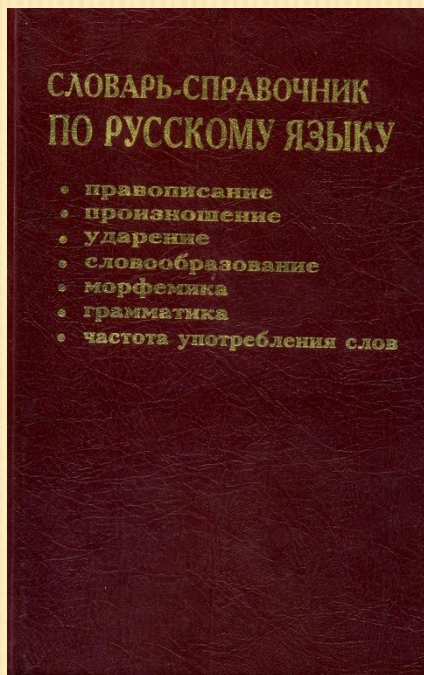 СЛОВАРЬ-СПРАВОЧНИК
ПО РУССКОМУ ЯЗЫКУ
• правописание
• произношение
• ударение
• словообразование
• морфемика
• грамматика
• частота употребления слов